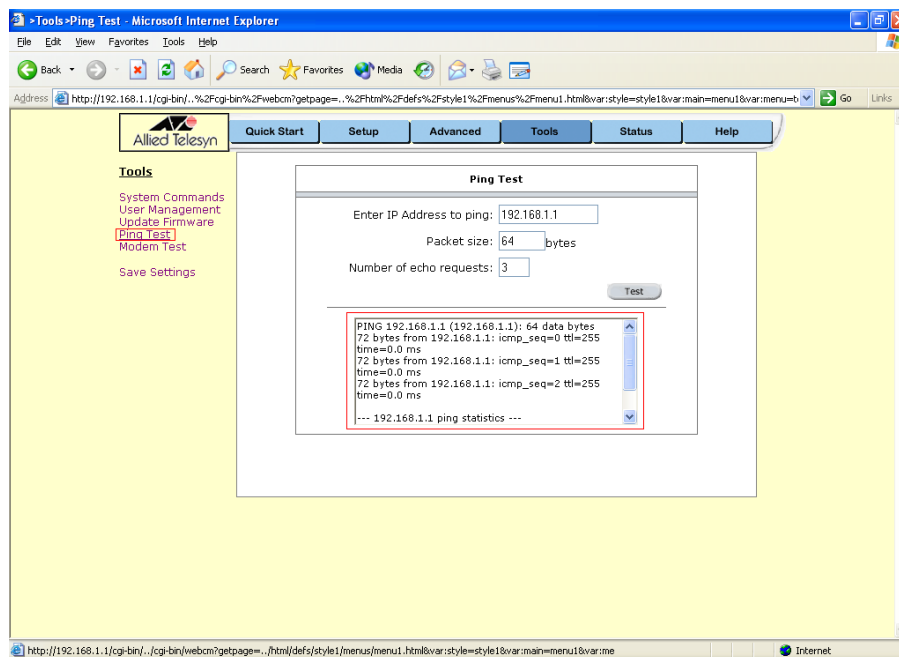 >Tools>Ping Test - Microsoft Internet Explorer
File Edit View Favorites Tools Help
Back Search Favorites Media
Address http://192.168.1.1/cgi-bin/..%2Fcgi-bin%2Fwebcm?getpage=..%2Fhtml%2Fdefs%2Fstyle1%2Fmenus%2Fmenu1.html&var:style=style1&var:main=menu1&var:menu=t Go Links
Allied Telesyn
Quick Start Setup Advanced Tools Status Help
Tools
System Commands
User Management
Update Firmware
Ping Test
Modem Test
Save Settings
Ping Test
Enter IP Address to ping: 192.168.1.1
Packet size: 64 bytes
Number of echo requests: 3
Test
PING 192.168.1.1 (192.168.1.1): 64 data bytes
72 bytes from 192.168.1.1: icmp_seq=0 ttl=255
time=0.0 ms
72 bytes from 192.168.1.1: icmp_seq=1 ttl=255
time=0.0 ms
72 bytes from 192.168.1.1: icmp_seq=2 ttl=255
time=0.0 ms
--- 192.168.1.1 ping statistics ---
http://192.168.1.1/cgi-bin/../cgi-bin/webcm?getpage=../html/defs/style1/menus/menu1.html&var:style=style1&var:main=menu1&var:me Internet